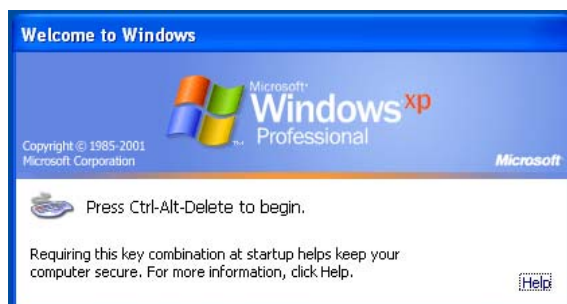 Welcome to Windows
Microsoft®
Windows xp
Professional
Copyright © 1985-2001
Microsoft Corporation
Microsoft
Press Ctrl-Alt-Delete to begin.
Requiring this key combination at startup helps keep your
computer secure. For more information, click Help.
Help